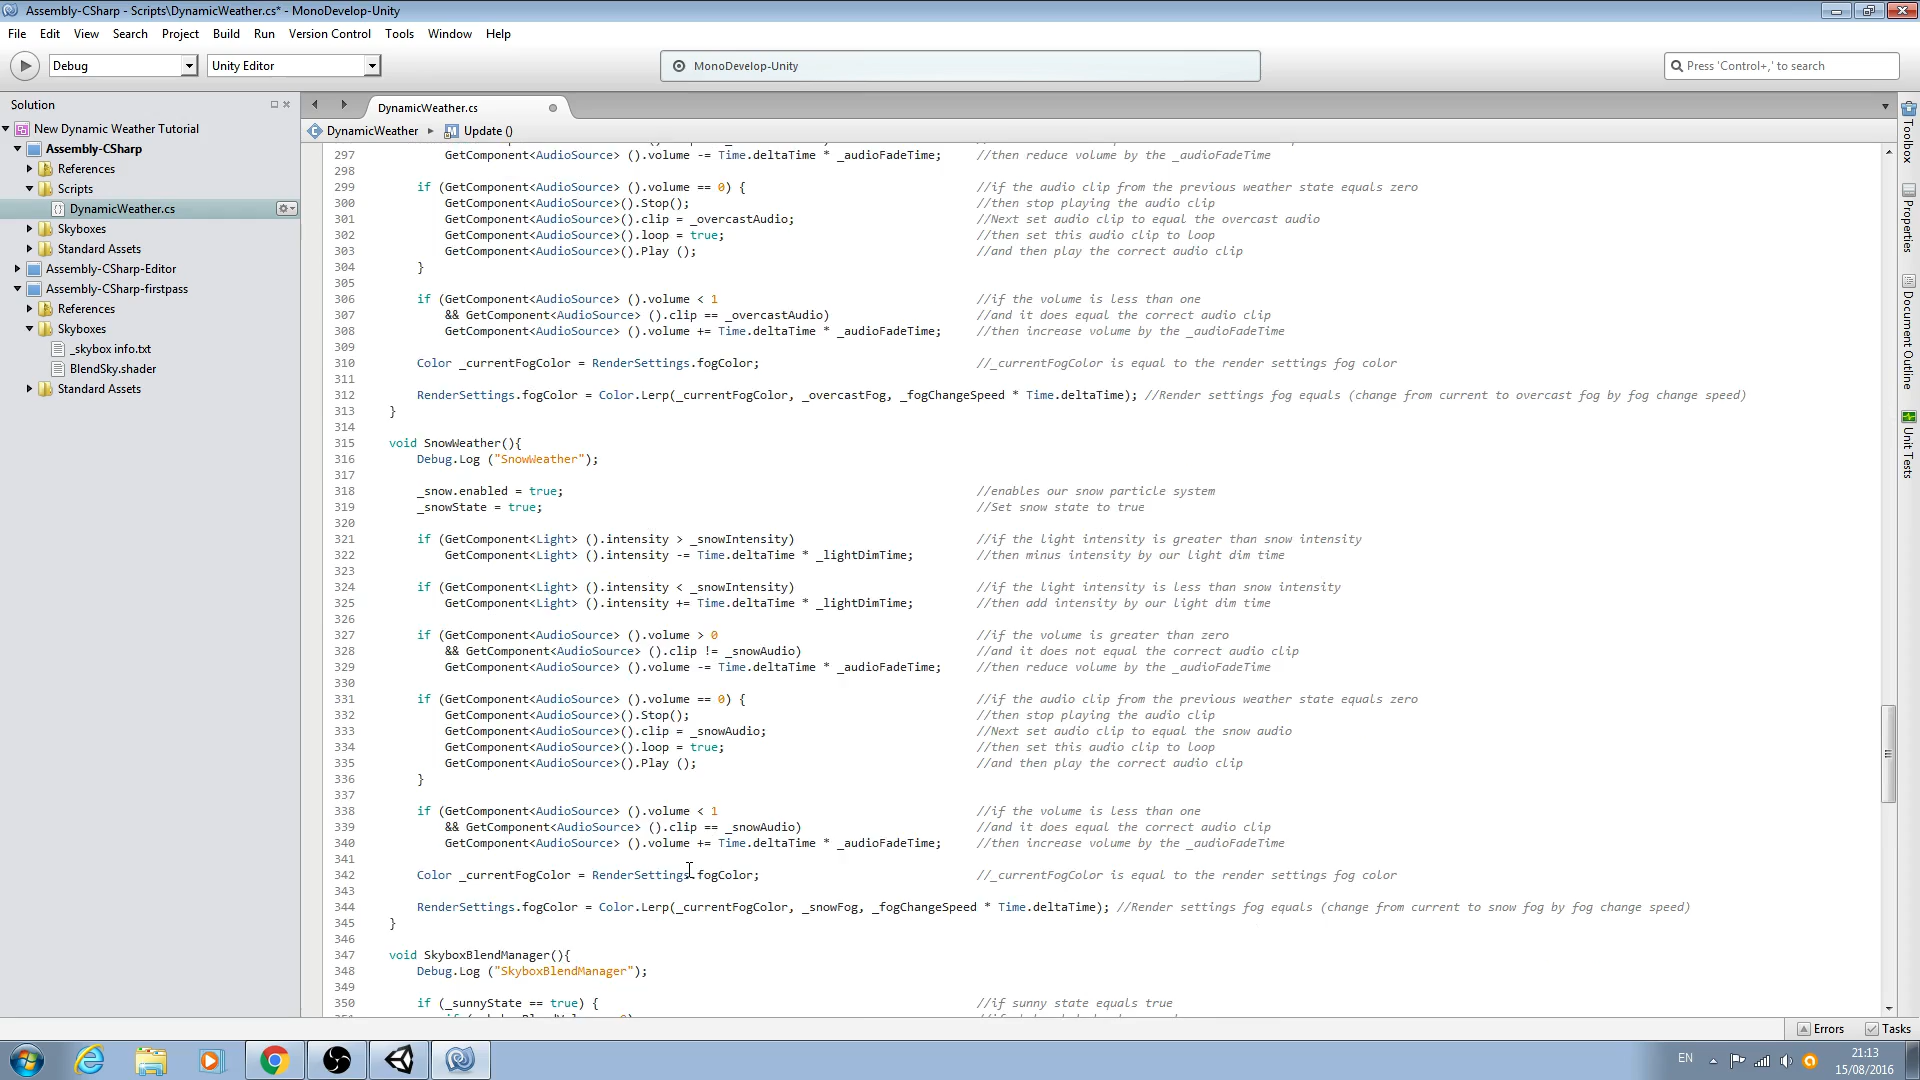 Assembly-CSharp - Scripts\DynamicWeather.cs* - MonoDevelop-Unity
File Edit View Search Project Build Run Version Control Tools Window Help
Debug Unity Editor MonoDevelop-Unity Press 'Control+,' to search
Solution
New Dynamic Weather Tutorial
Assembly-CSharp
References
Scripts
DynamicWeather.cs
Skyboxes
Standard Assets
Assembly-CSharp-Editor
Assembly-CSharp-firstpass
References
Skyboxes
_skybox info.txt
BlendSky.shader
Standard Assets
DynamicWeather.cs
DynamicWeather Update ()
297 GetComponent<AudioSource> ().volume -= Time.deltaTime * _audioFadeTime; //then reduce volume by the _audioFadeTime
298
299 if (GetComponent<AudioSource> ().volume == 0) { //if the audio clip from the previous weather state equals zero
300 GetComponent<AudioSource>().Stop(); //then stop playing the audio clip
301 GetComponent<AudioSource>().clip = _overcastAudio; //Next set audio clip to equal the overcast audio
302 GetComponent<AudioSource>().loop = true; //then set this audio clip to loop
303 GetComponent<AudioSource>().Play (); //and then play the correct audio clip
304 }
305
306 if (GetComponent<AudioSource> ().volume < 1 //if the volume is less than one
307 && GetComponent<AudioSource> ().clip == _overcastAudio) //and it does equal the correct audio clip
308 GetComponent<AudioSource> ().volume += Time.deltaTime * _audioFadeTime; //then increase volume by the _audioFadeTime
309
310 Color _currentFogColor = RenderSettings.fogColor; //_currentFogColor is equal to the render settings fog color
311
312 RenderSettings.fogColor = Color.Lerp(_currentFogColor, _overcastFog, _fogChangeSpeed * Time.deltaTime); //Render settings fog equals (change from current to overcast fog by fog change speed)
313 }
314
315 void SnowWeather(){
316 Debug.Log ("SnowWeather");
317
318 _snow.enabled = true; //enables our snow particle system
319 _snowState = true; //Set snow state to true
320
321 if (GetComponent<Light> ().intensity > _snowIntensity) //if the light intensity is greater than snow intensity
322 GetComponent<Light> ().intensity -= Time.deltaTime * _lightDimTime; //then minus intensity by our light dim time
323
324 if (GetComponent<Light> ().intensity < _snowIntensity) //if the light intensity is less than snow intensity
325 GetComponent<Light> ().intensity += Time.deltaTime * _lightDimTime; //then add intensity by our light dim time
326
327 if (GetComponent<AudioSource> ().volume > 0 //if the volume is greater than zero
328 && GetComponent<AudioSource> ().clip != _snowAudio) //and it does not equal the correct audio clip
329 GetComponent<AudioSource> ().volume -= Time.deltaTime * _audioFadeTime; //then reduce volume by the _audioFadeTime
330
331 if (GetComponent<AudioSource> ().volume == 0) { //if the audio clip from the previous weather state equals zero
332 GetComponent<AudioSource>().Stop(); //then stop playing the audio clip
333 GetComponent<AudioSource>().clip = _snowAudio; //Next set audio clip to equal the snow audio
334 GetComponent<AudioSource>().loop = true; //then set this audio clip to loop
335 GetComponent<AudioSource>().Play (); //and then play the correct audio clip
336 }
337
338 if (GetComponent<AudioSource> ().volume < 1 //if the volume is less than one
339 && GetComponent<AudioSource> ().clip == _snowAudio) //and it does equal the correct audio clip
340 GetComponent<AudioSource> ().volume += Time.deltaTime * _audioFadeTime; //then increase volume by the _audioFadeTime
341
342 Color _currentFogColor = RenderSettings.fogColor; //_currentFogColor is equal to the render settings fog color
343
344 RenderSettings.fogColor = Color.Lerp(_currentFogColor, _snowFog, _fogChangeSpeed * Time.deltaTime); //Render settings fog equals (change from current to snow fog by fog change speed)
345 }
346
347 void SkyboxBlendManager(){
348 Debug.Log ("SkyboxBlendManager");
349
350 if (_sunnyState == true) { //if sunny state equals true
Toolbox
Properties
Document Outline
Unit Tests
Errors Tasks
EN 21:13
15/08/2016